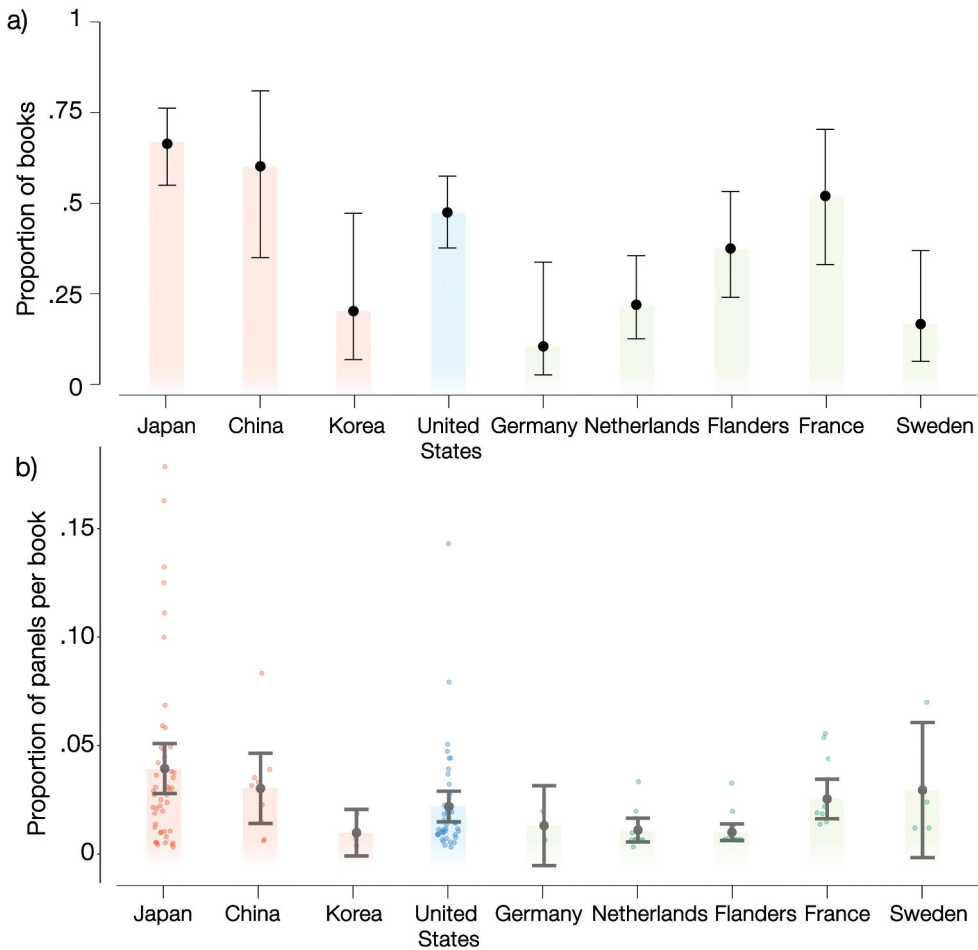 a)
Proportion of books
1
.75
.5
.25
0
Japan China Korea United States Germany Netherlands Flanders France Sweden
b)
Proportion of panels per book
.15
.10
.05
0
Japan China Korea United States Germany Netherlands Flanders France Sweden